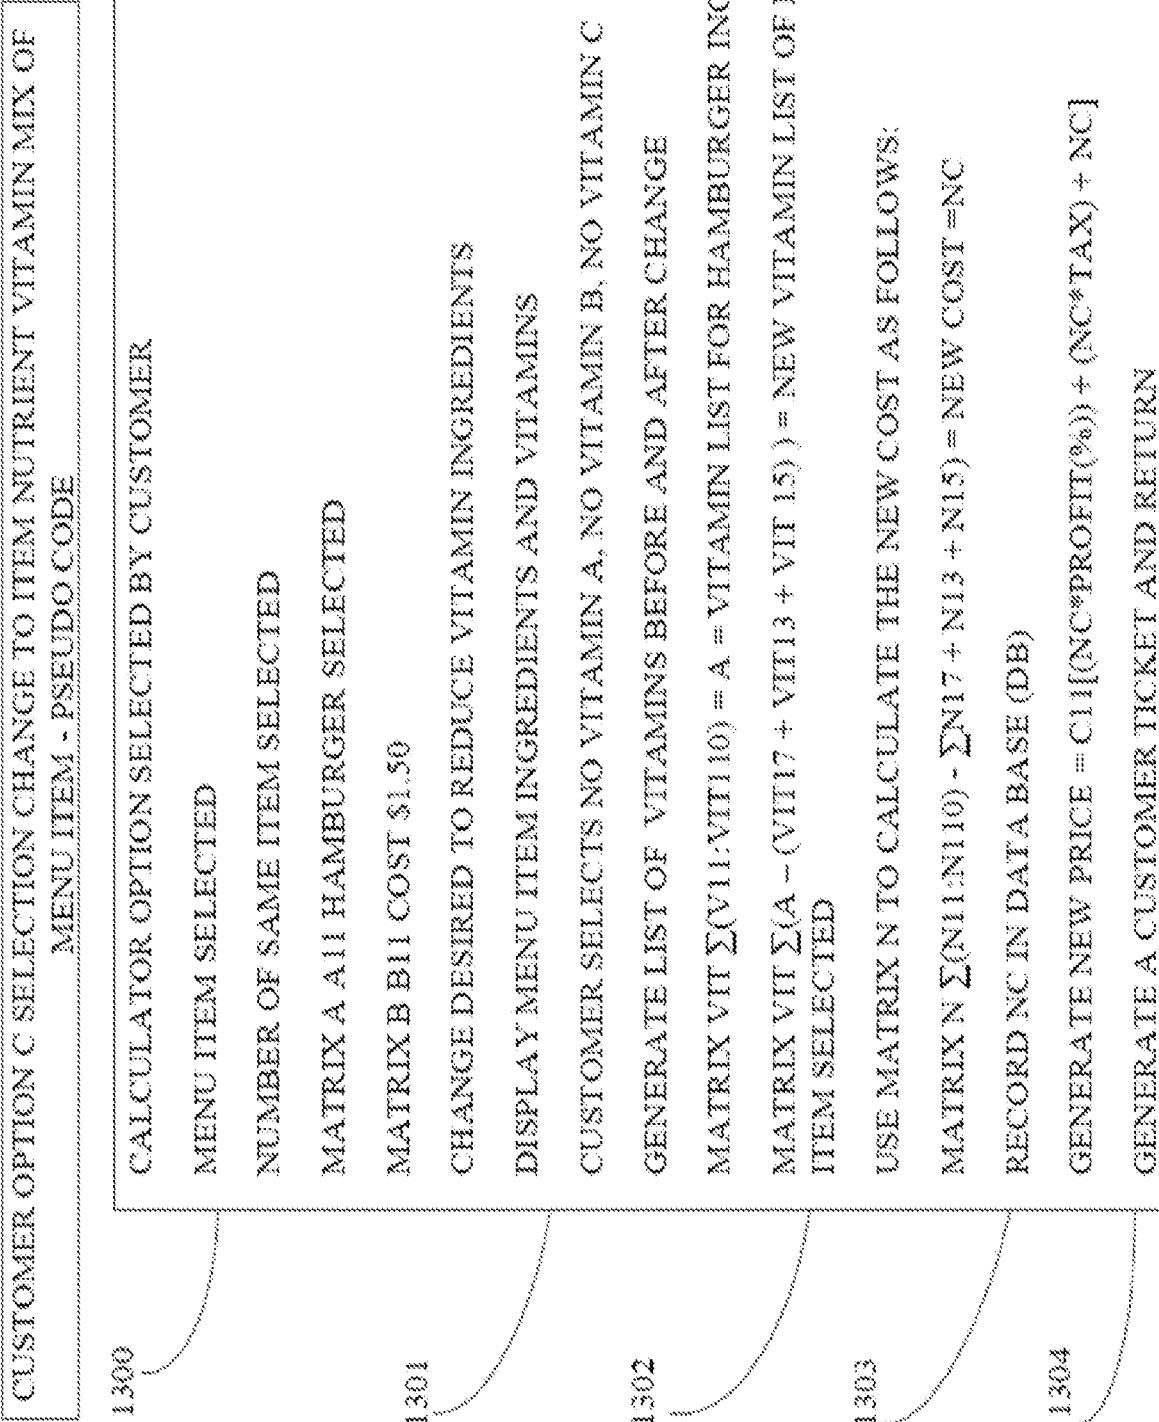 CUSTOMER OPTION C SELECTION CHANGE TO ITEM NUTRIENT VITAMIN MIX OF
MENU ITEM - PSEUDO CODE
1300
CALCULATOR OPTION SELECTED BY CUSTOMER
MENU ITEM SELECTED
NUMBER OF SAME ITEM SELECTED
MATRIX A A11 HAMBURGER SELECTED
MATRIX B B11 COST $1.50
1301
CHANGE DESIRED TO REDUCE VITAMIN INGREDIENTS
DISPLAY MENU ITEM INGREDIENTS AND VITAMINS
CUSTOMER SELECTS NO VITAMIN A, NO VITAMIN B, NO VITAMIN C
1302
GENERATE LIST OF VITAMINS BEFORE AND AFTER CHANGE
MATRIX VIT ∑(V11:VIT110) = A = VITAMIN LIST FOR HAMBURGER
MATRIX VIT ∑(A – (VIT17 + VIT13 + VIT 15) ) = NEW VITAMIN LIST OF
ITEM SELECTED
1303
USE MATRIX N TO CALCULATE THE NEW COST AS FOLLOWS:
MATRIX N ∑(N11:N110) - ∑N17 + N13 + N15) = NEW COST =NC
RECORD NC IN DATA BASE (DB)
1304
GENERATE NEW PRICE = C11[(NC*PROFIT(%)) + (NC*TAX) + NC]
GENERATE A CUSTOMER TICKET AND RETURN